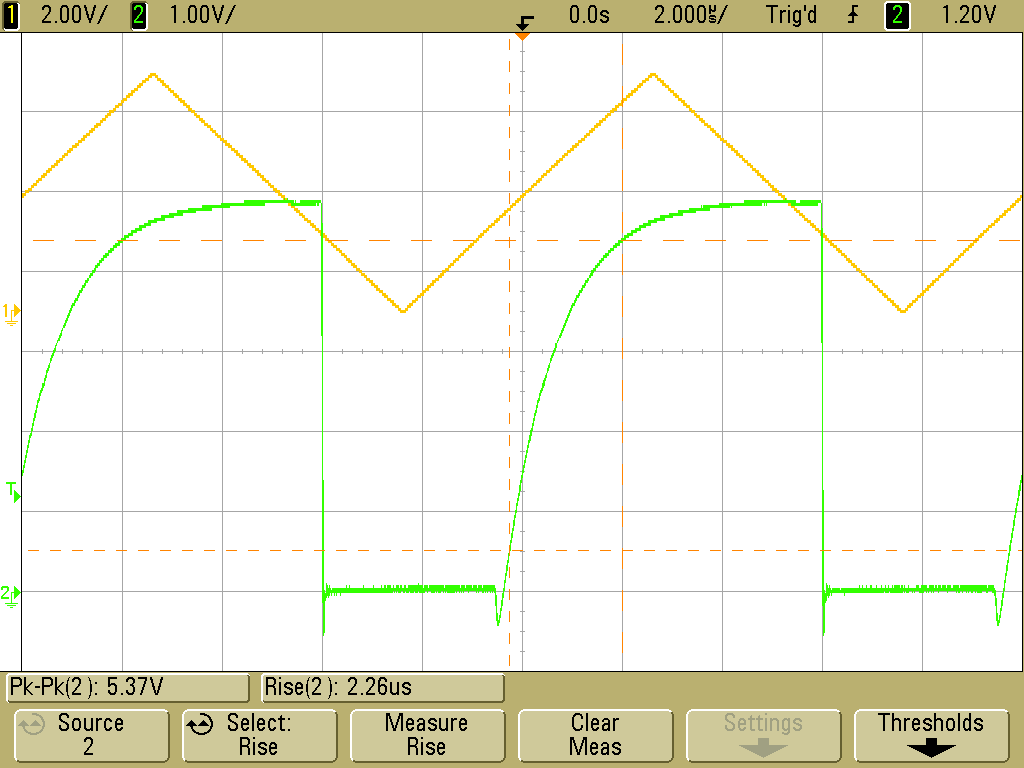 1 2.00V/ 2 1.00V/ 0.0s 2.000µs/ Trig'd 2 1.20V
1
T
2
Pk-Pk(2): 5.37V Rise(2): 2.26us
Source Select: Measure Clear Settings Thresholds
2 Rise Rise Meas